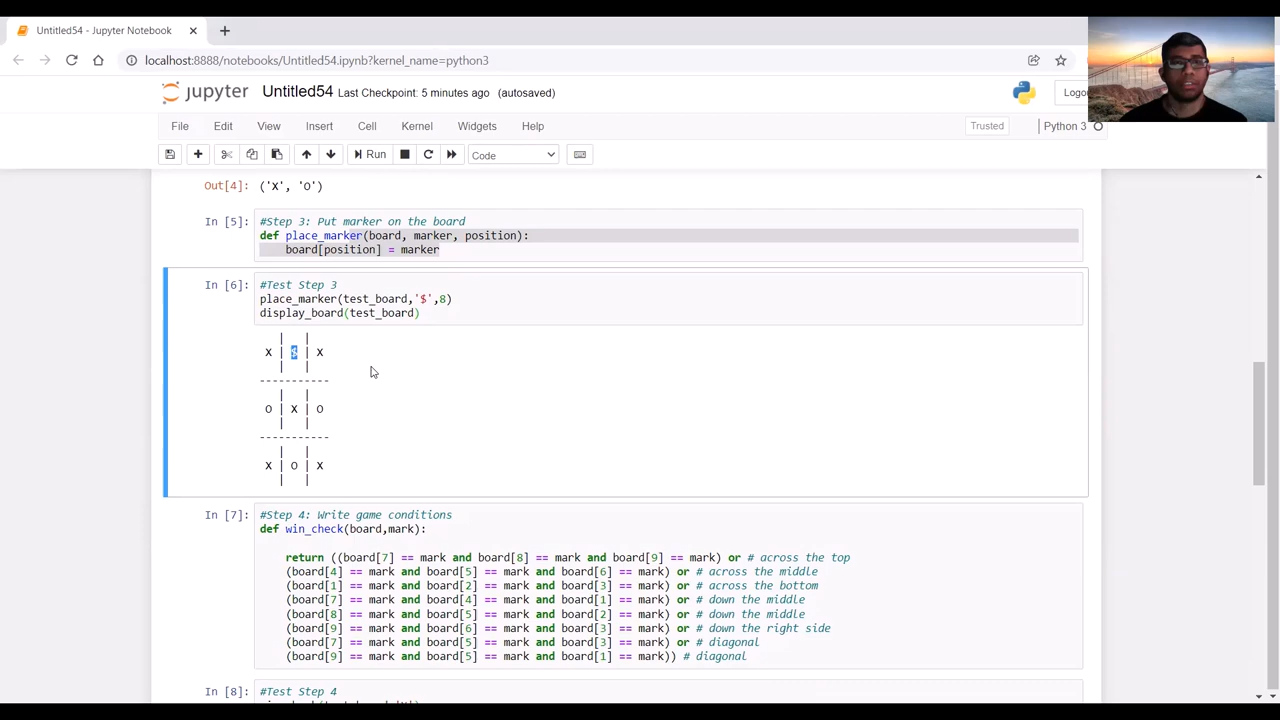 Untitled54 - Jupyter Notebook
localhost:8888/notebooks/Untitled54.ipynb?kernel_name=python3
jupyter Untitled54 Last Checkpoint: 5 minutes ago (autosaved)
File Edit View Insert Cell Kernel Widgets Help Trusted Python 3
Run Code
Out[4]: ('X', 'O')
In [5]: #Step 3: Put marker on the board
def place_marker(board, marker, position):
board[position] = marker
In [6]: #Test Step 3
place_marker(test_board,'$',8)
display_board(test_board)
| |
X | $ | X
| |
-----------
| |
O | X | O
| |
-----------
| |
X | O | X
| |
In [7]: #Step 4: Write game conditions
def win_check(board,mark):
return ((board[7] == mark and board[8] == mark and board[9] == mark) or # across the top
(board[4] == mark and board[5] == mark and board[6] == mark) or # across the middle
(board[1] == mark and board[2] == mark and board[3] == mark) or # across the bottom
(board[7] == mark and board[4] == mark and board[1] == mark) or # down the middle
(board[8] == mark and board[5] == mark and board[2] == mark) or # down the middle
(board[9] == mark and board[6] == mark and board[3] == mark) or # down the right side
(board[7] == mark and board[5] == mark and board[3] == mark) or # diagonal
(board[9] == mark and board[5] == mark and board[1] == mark)) # diagonal
In [8]: #Test Step 4